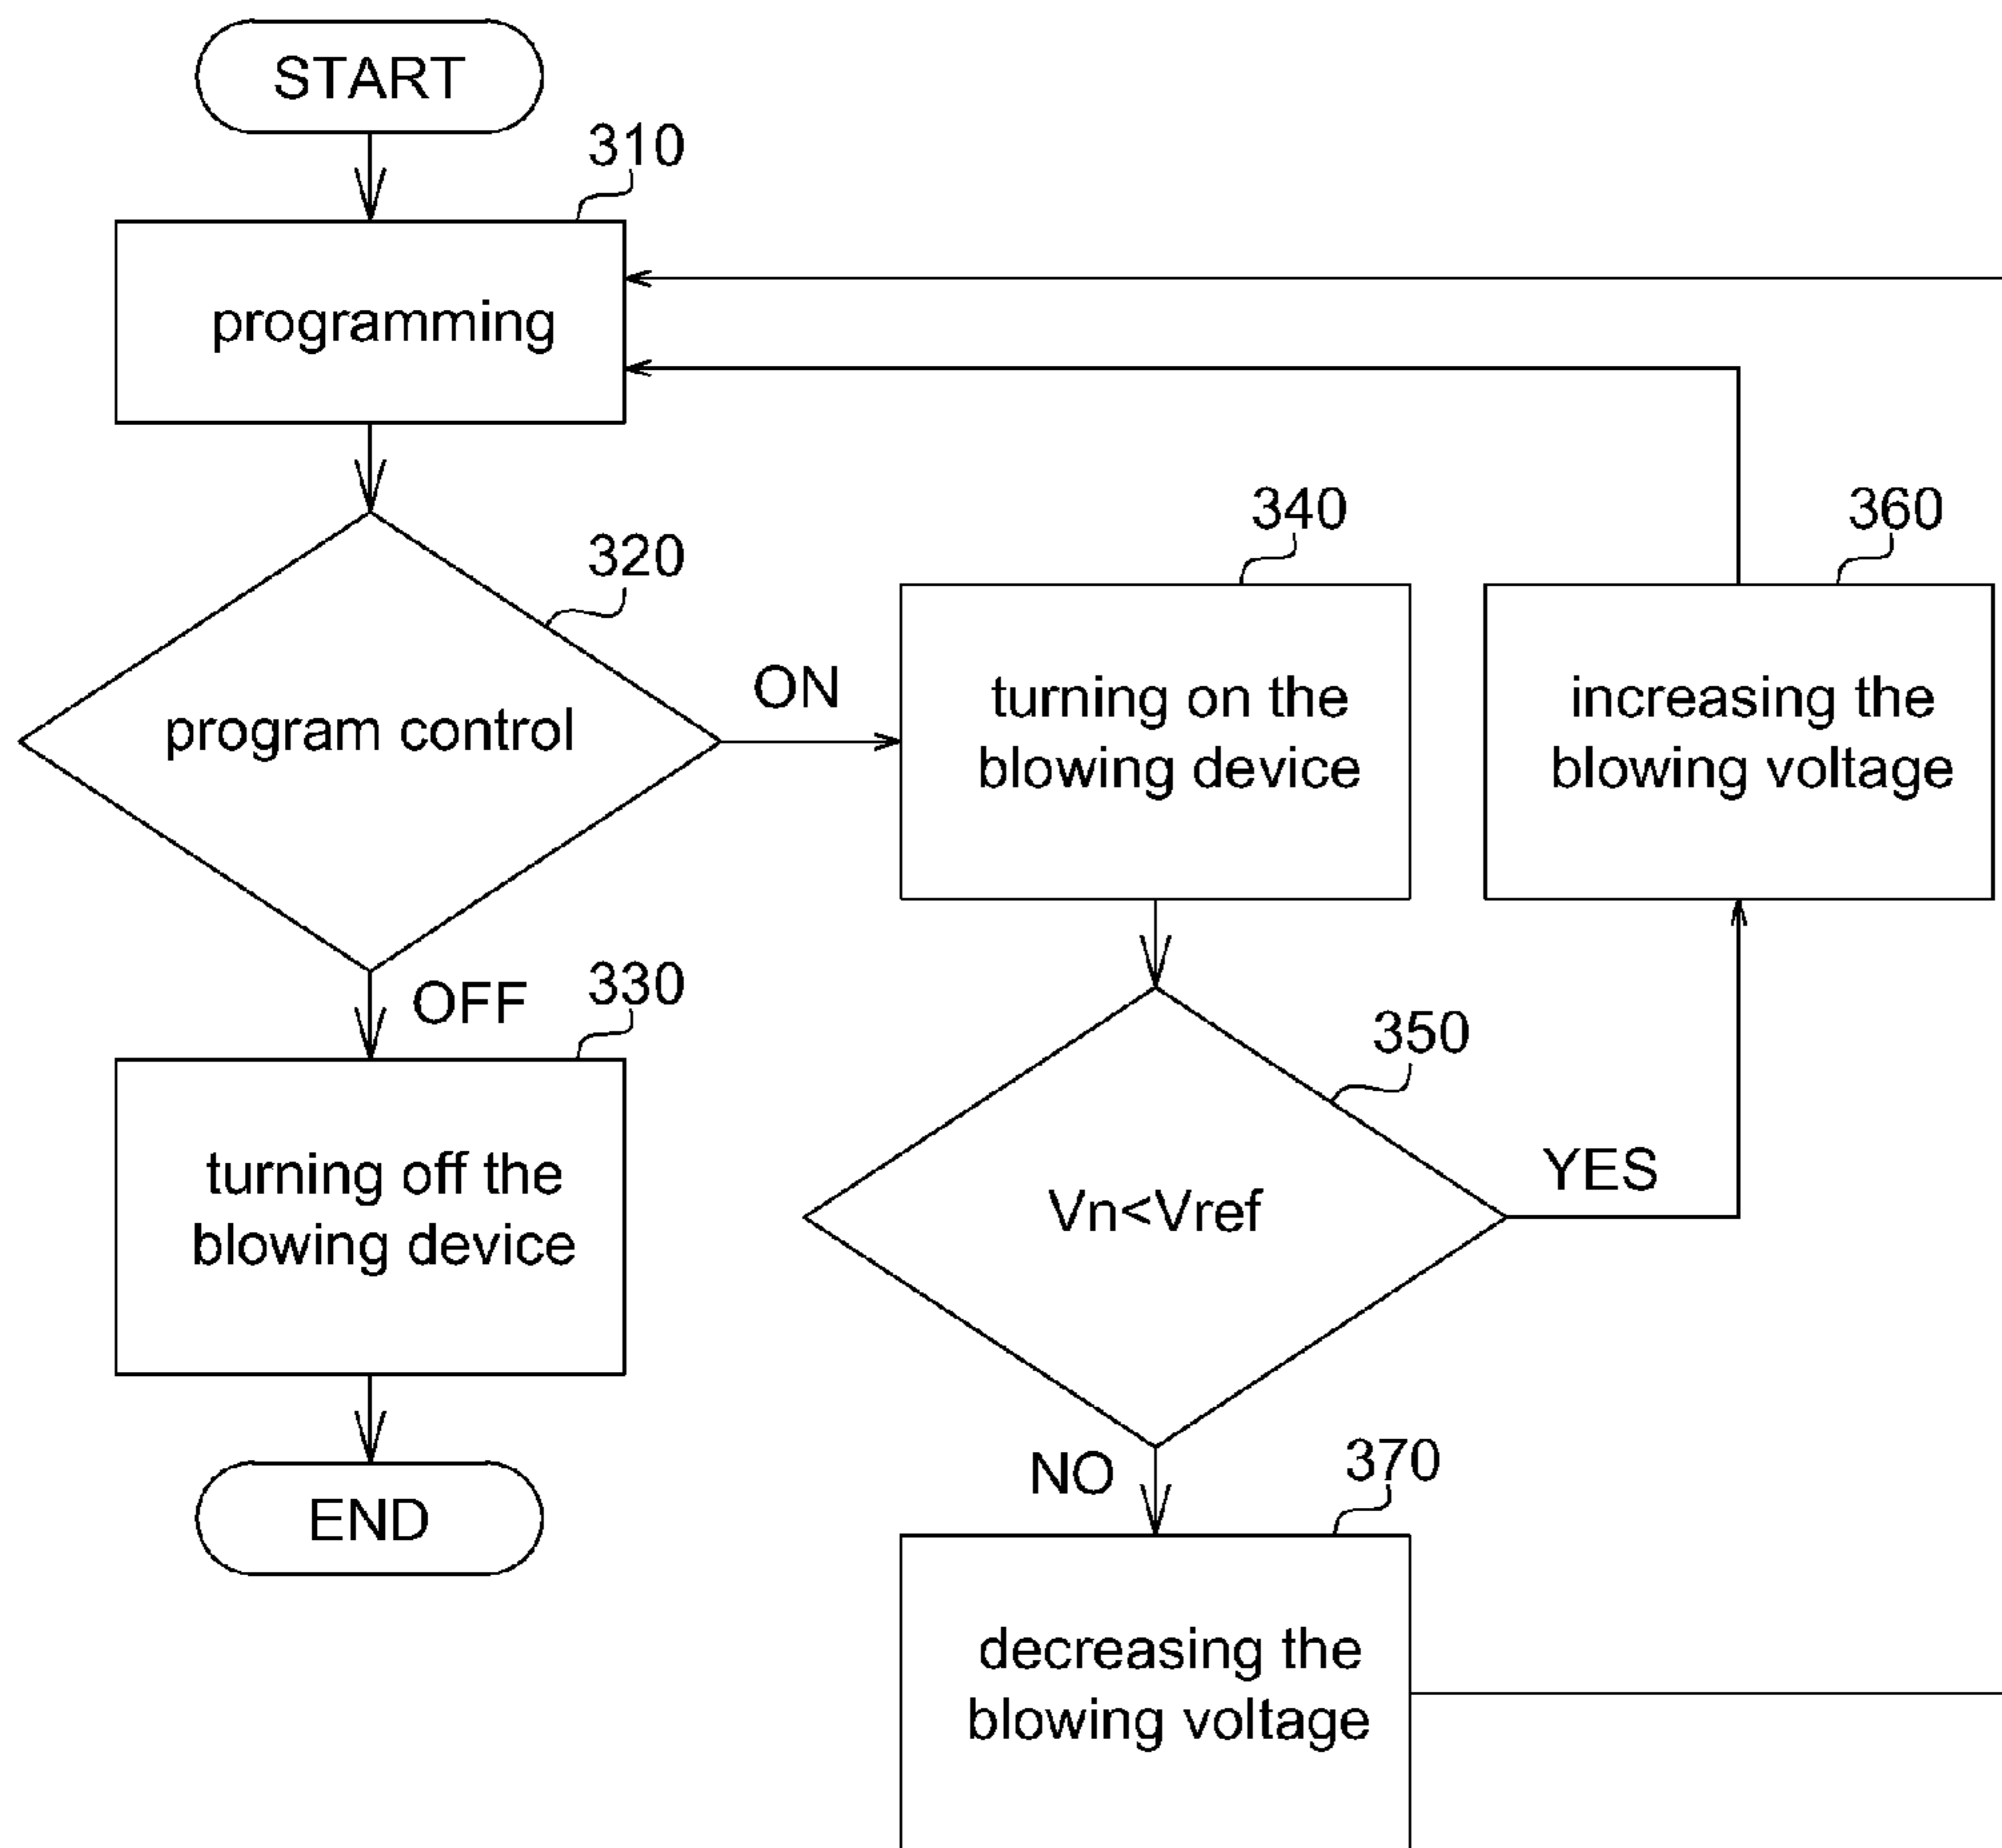 START
310
programming
320
program control
ON
340
turning on the
blowing device
360
increasing the
blowing voltage
OFF
330
turning off the
blowing device
350
Vn<Vref
YES
END
NO
370
decreasing the
blowing voltage